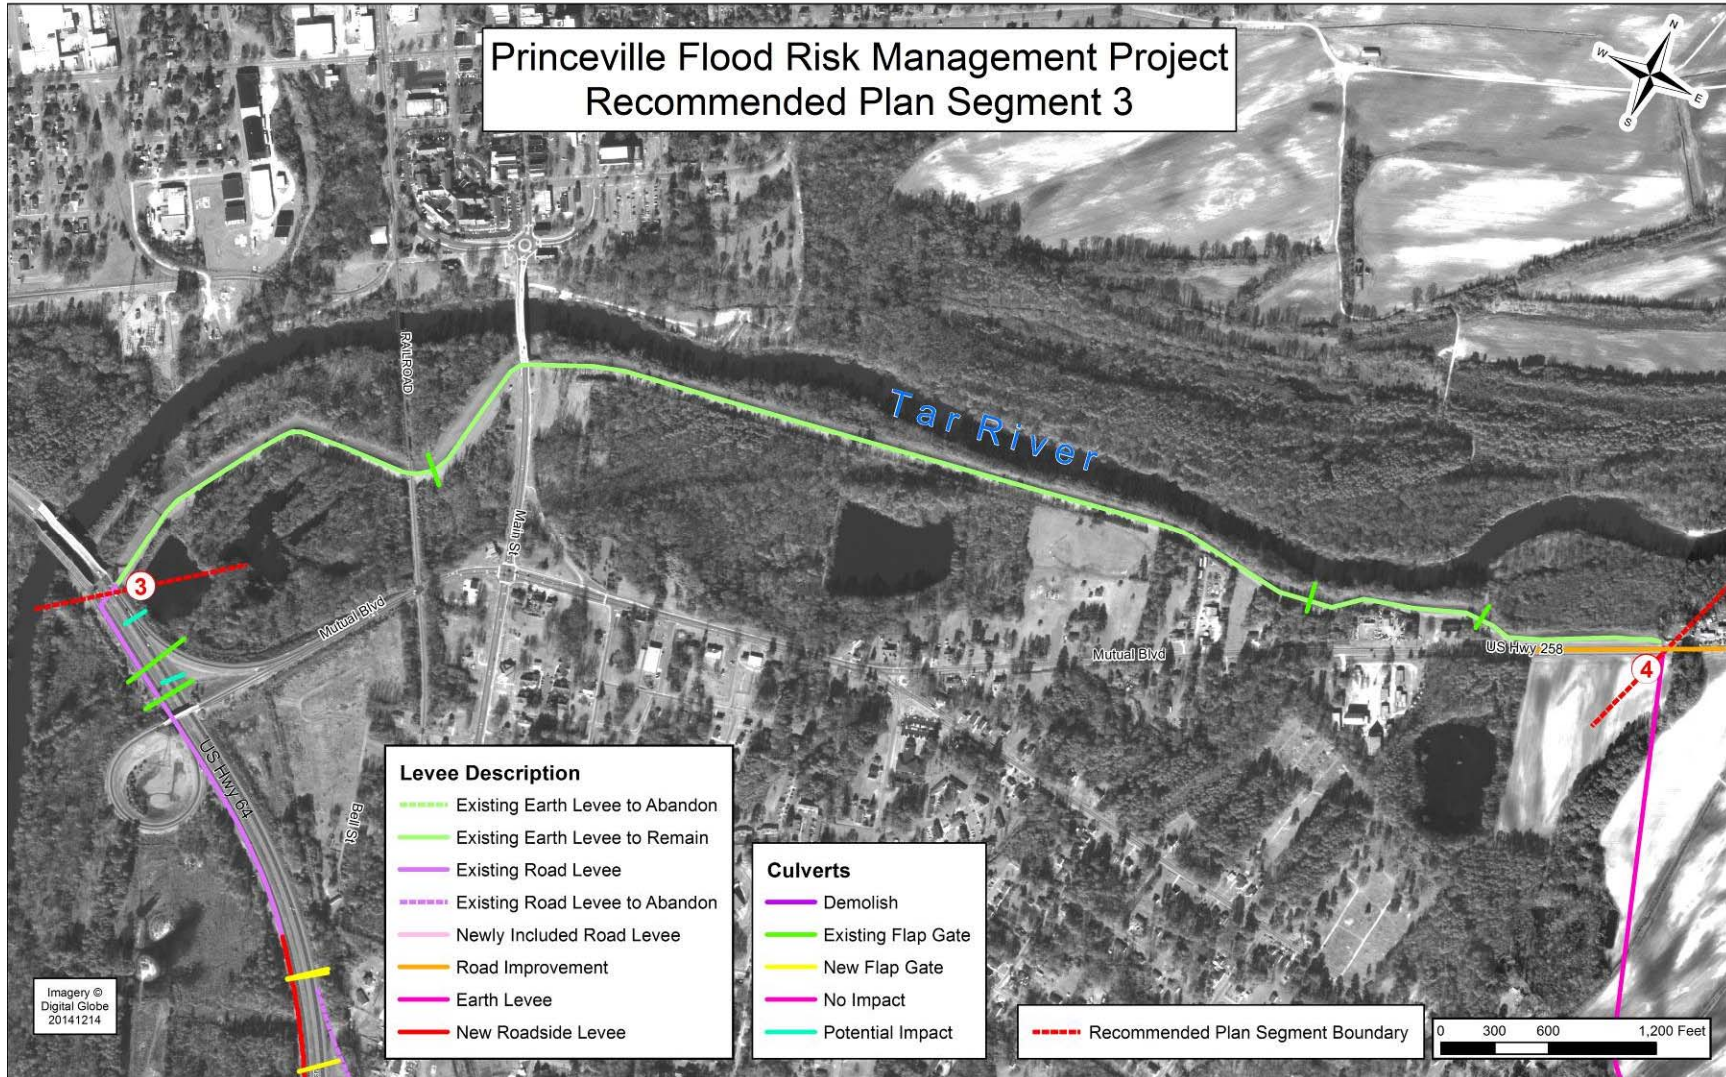 Princeville Flood Risk Management Project
Recommended Plan Segment 3
N
W
E
S
RAILROAD
Tar River
Main St
3
Mutual Blvd
Mutual Blvd
US Hwy 258
4
US Hwy 64
Bell St
Levee Description
Existing Earth Levee to Abandon
Existing Earth Levee to Remain
Existing Road Levee
Existing Road Levee to Abandon
Newly Included Road Levee
Road Improvement
Earth Levee
New Roadside Levee
Culverts
Demolish
Existing Flap Gate
New Flap Gate
No Impact
Potential Impact
Imagery ©
Digital Globe
20141214
Recommended Plan Segment Boundary
0 300 600 1,200 Feet